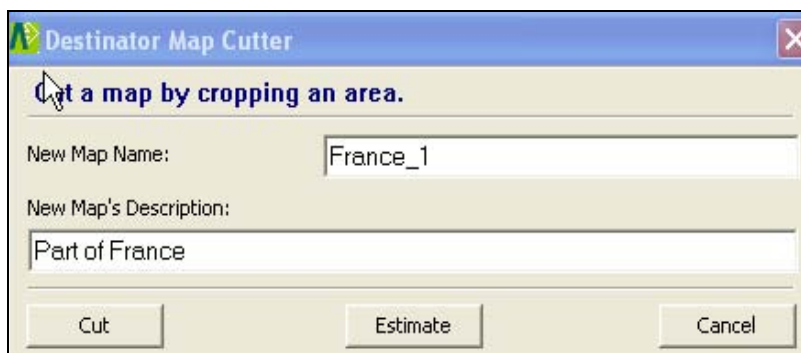 Destinator Map Cutter
Cut a map by cropping an area.
New Map Name: France_1
New Map's Description:
Part of France
Cut Estimate Cancel